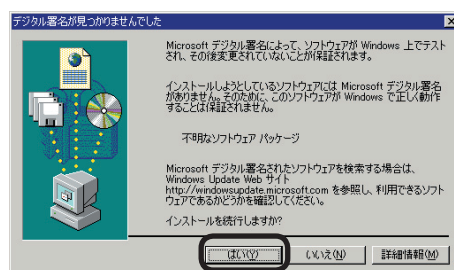 デジタル署名が見つかりませんでした
Microsoft デジタル署名によって、ソフトウェアが Windows 上でテスト
され、その後変更されていないことが保証されます。
インストールしようとしているソフトウェアには Microsoft デジタル署名
がありません。そのために、このソフトウェアが Windows で正しく動作
することは保証されません。
不明なソフトウェア パッケージ
Microsoft デジタル署名されたソフトウェアを検索する場合は、
Windows Update Web サイト
http://windowsupdate.microsoft.com を参照し、利用できるソフト
ウェアであるかどうかを確認してください。
インストールを続行しますか?
はい(Y) いいえ(N) 詳細情報(M)